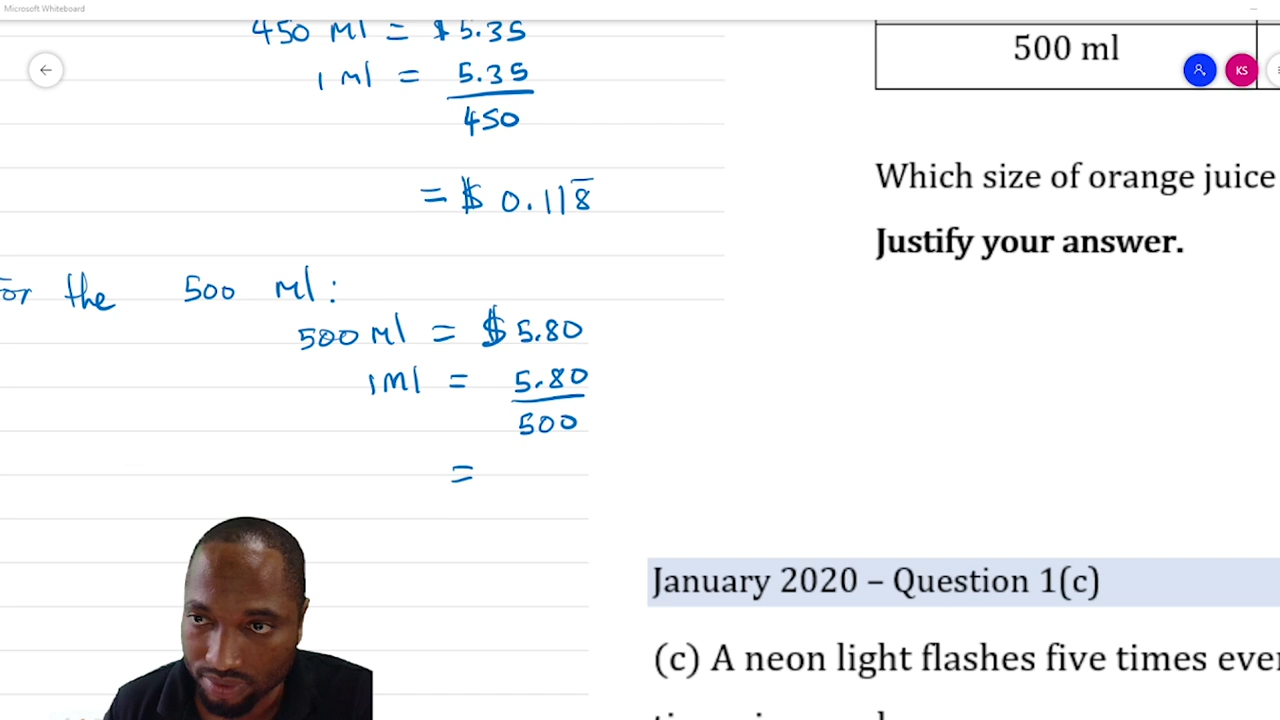 Microsoft Whiteboard
450 ml = $5.35
1 ml = 5.35
450
= $ 0.118̅
For the 500 ml:
500 ml = $5.80
1ml = 5.80
500
=
500 ml
KS
Which size of orange juice
Justify your answer.
January 2020 – Question 1(c)
(c) A neon light flashes five times ever